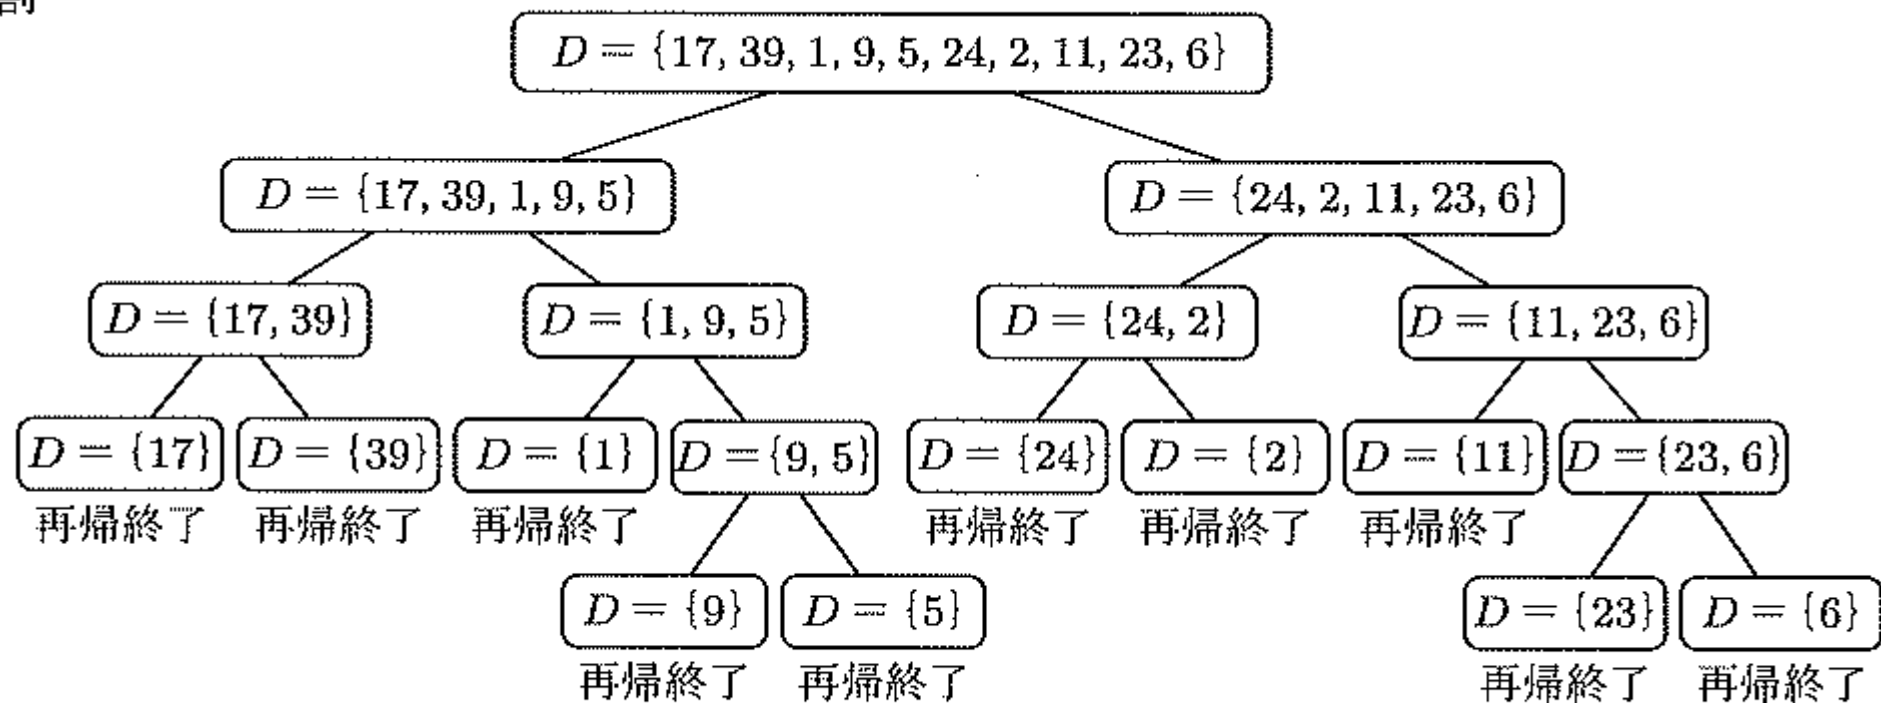 D = {17, 39, 1, 9, 5, 24, 2, 11, 23, 6}
D = {17, 39, 1, 9, 5}
D = {24, 2, 11, 23, 6}
D = {17, 39}
D = {1, 9, 5}
D = {24, 2}
D = {11, 23, 6}
D = {17}
D = {39}
D = {1}
D = {9, 5}
D = {24}
D = {2}
D = {11}
D = {23, 6}
再帰終了
再帰終了
再帰終了
再帰終了
再帰終了
再帰終了
D = {9}
D = {5}
D = {23}
D = {6}
再帰終了
再帰終了
再帰終了
再帰終了